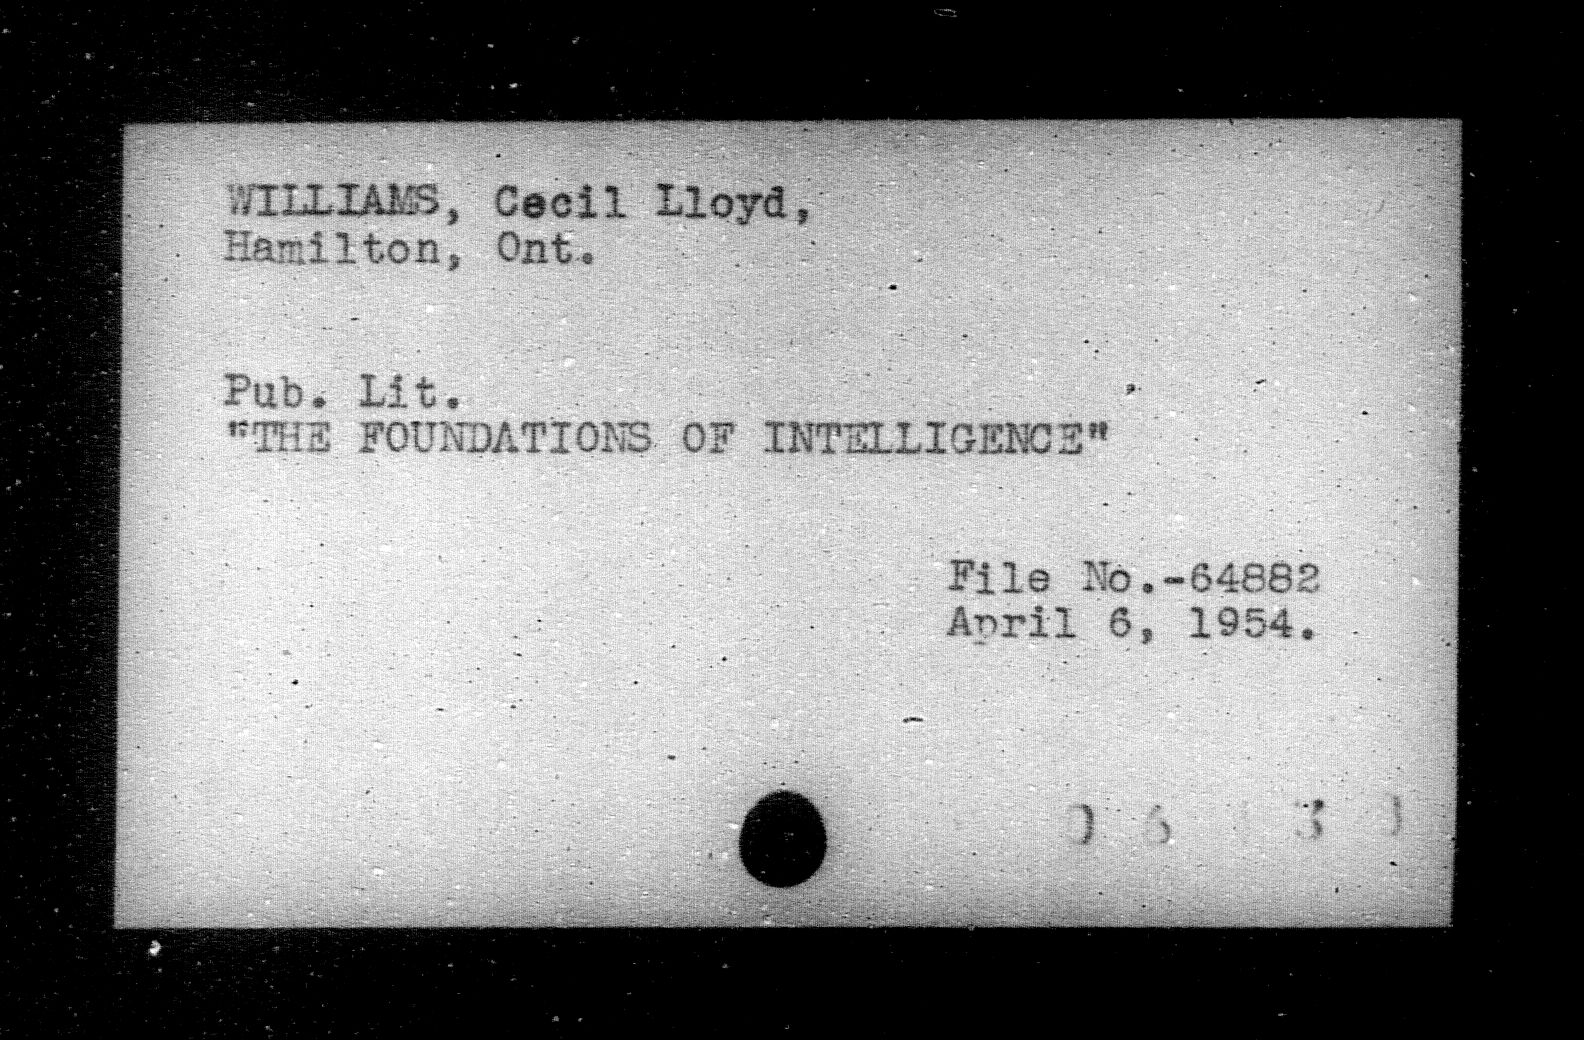 WILLIAMS, Cecil Lloyd,
Hamilton, Ont.
Pub. Lit.
"THE FOUNDATIONS OF INTELLIGENCE"
File No.-64882
April 6, 1954.